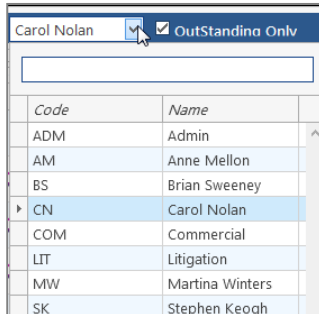 Carol Nolan OutStanding Only
Code Name
ADM Admin
AM Anne Mellon
BS Brian Sweeney
CN Carol Nolan
COM Commercial
LIT Litigation
MW Martina Winters
SK Stephen Keogh